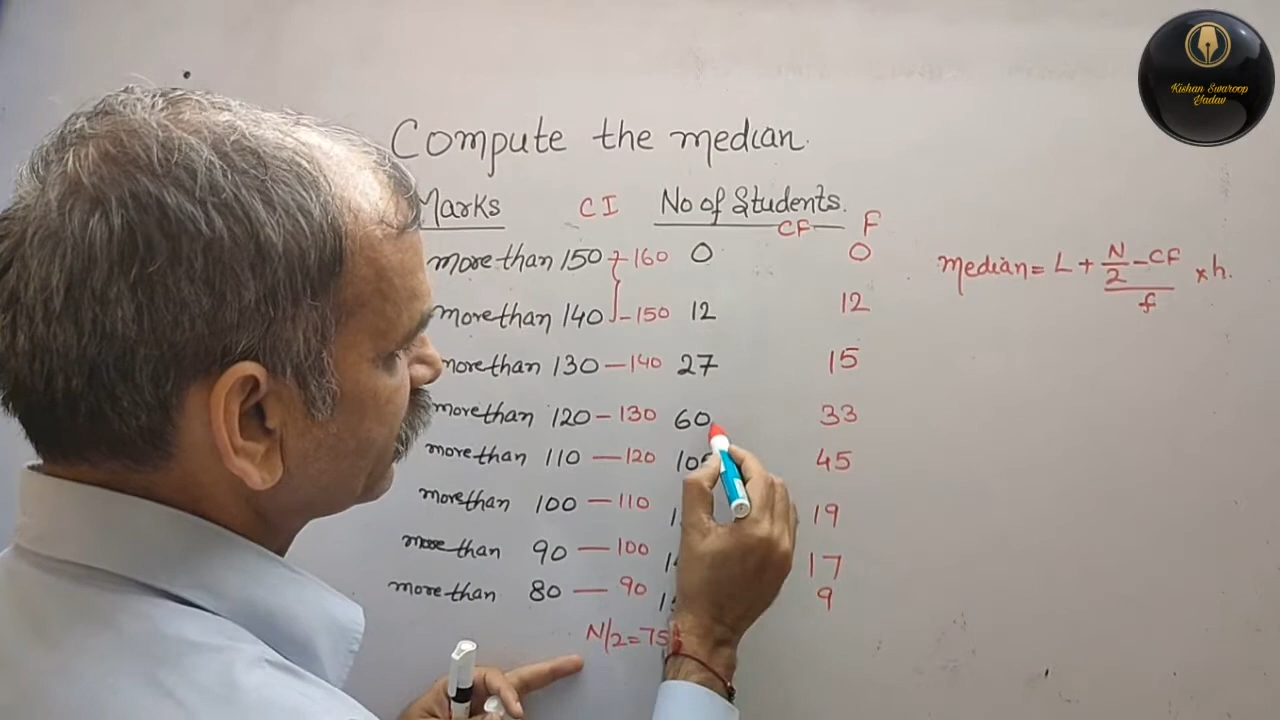 Kishan Swaroop
Yadav
Compute the median.
Marks CI No of Students.
CF F
more than 150 - 160 0 0
more than 140 - 150 12 12
more than 130 - 140 27 15
more than 120 - 130 60 33
more than 110 - 120 45
more than 100 - 110 19
more than 90 - 100 17
more than 80 - 90 9
N/2=75
median= L + N/2 - CF / f × h.